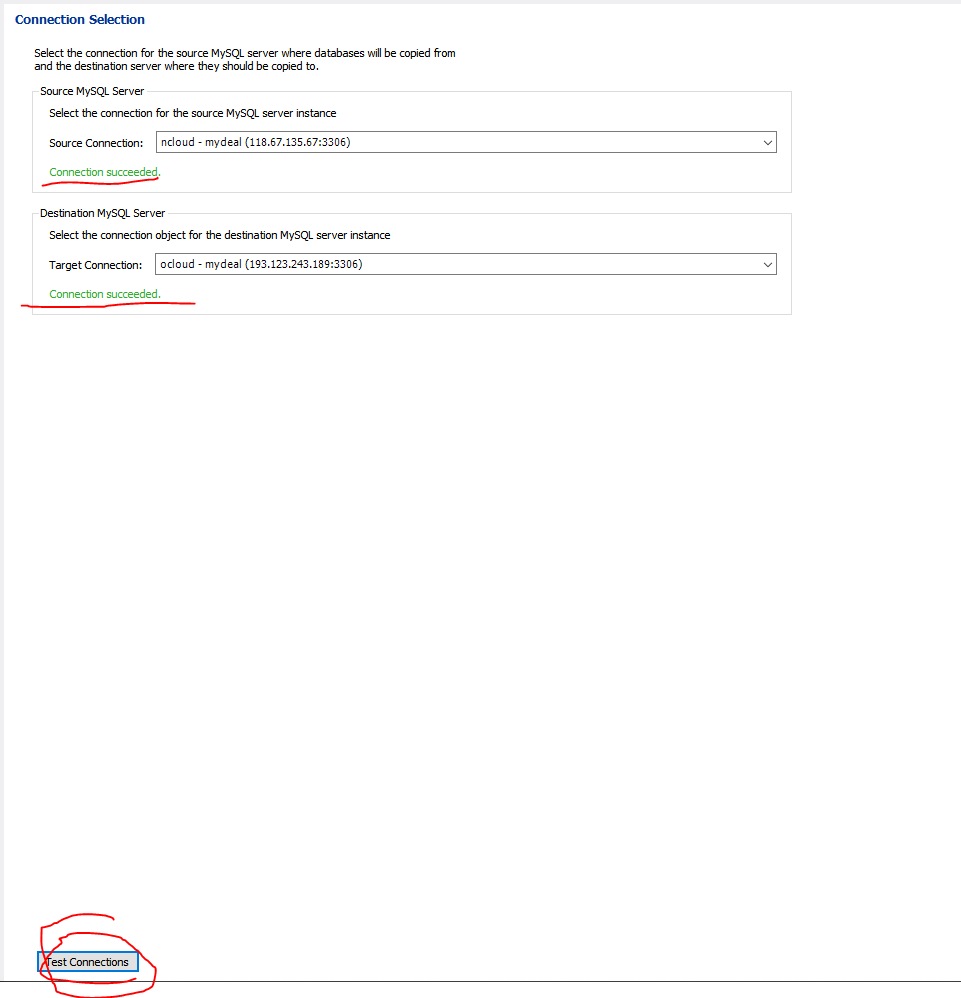 Connection Selection
Select the connection for the source MySQL server where databases will be copied from
and the destination server where they should be copied to.
Source MySQL Server
Select the connection for the source MySQL server instance
Source Connection: ncloud - mydeal (118.67.135.67:3306)
Connection succeeded.
Destination MySQL Server
Select the connection object for the destination MySQL server instance
Target Connection: ocloud - mydeal (193.123.243.189:3306)
Connection succeeded.
Test Connections